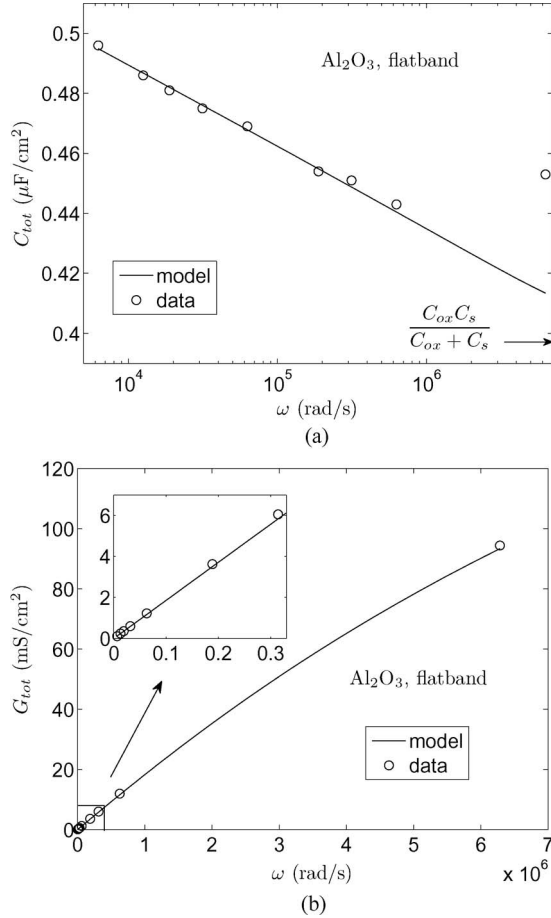 (a)
0.5
0.48
0.46
0.44
0.42
0.4
C_tot (μF/cm²)
Al₂O₃, flatband
model
data
C_ox C_s
C_ox + C_s
10⁴
10⁵
10⁶
ω (rad/s)
(a)
100
80
60
40
20
0
G_tot (mS/cm²)
6
4
2
0
0
0.1
0.2
0.3
Al₂O₃, flatband
model
data
0
1
2
3
4
5
6
7
x 10⁶
ω (rad/s)
(b)